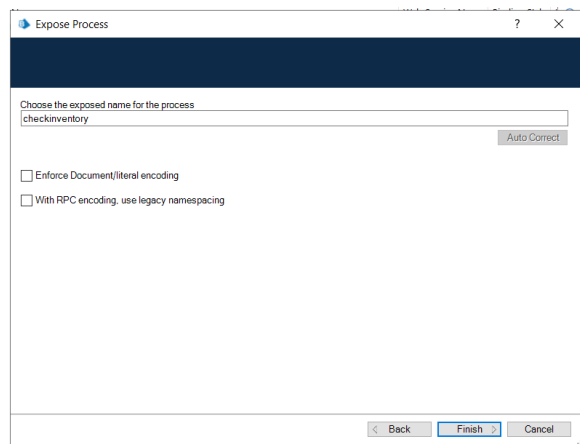 Expose Process
?
Choose the exposed name for the process
checkinventory
Auto Correct
Enforce Document/literal encoding
With RPC encoding, use legacy namespacing
< Back
Finish >
Cancel